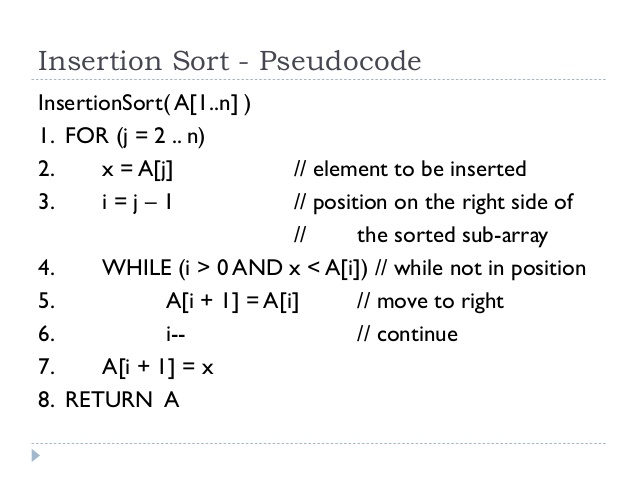 Insertion Sort - Pseudocode
InsertionSort( A[1..n] )
1. FOR (j = 2 .. n)
2. x = A[j] // element to be inserted
3. i = j – 1 // position on the right side of
// the sorted sub-array
4. WHILE (i > 0 AND x < A[i]) // while not in position
5. A[i + 1] = A[i] // move to right
6. i-- // continue
7. A[i + 1] = x
8. RETURN A